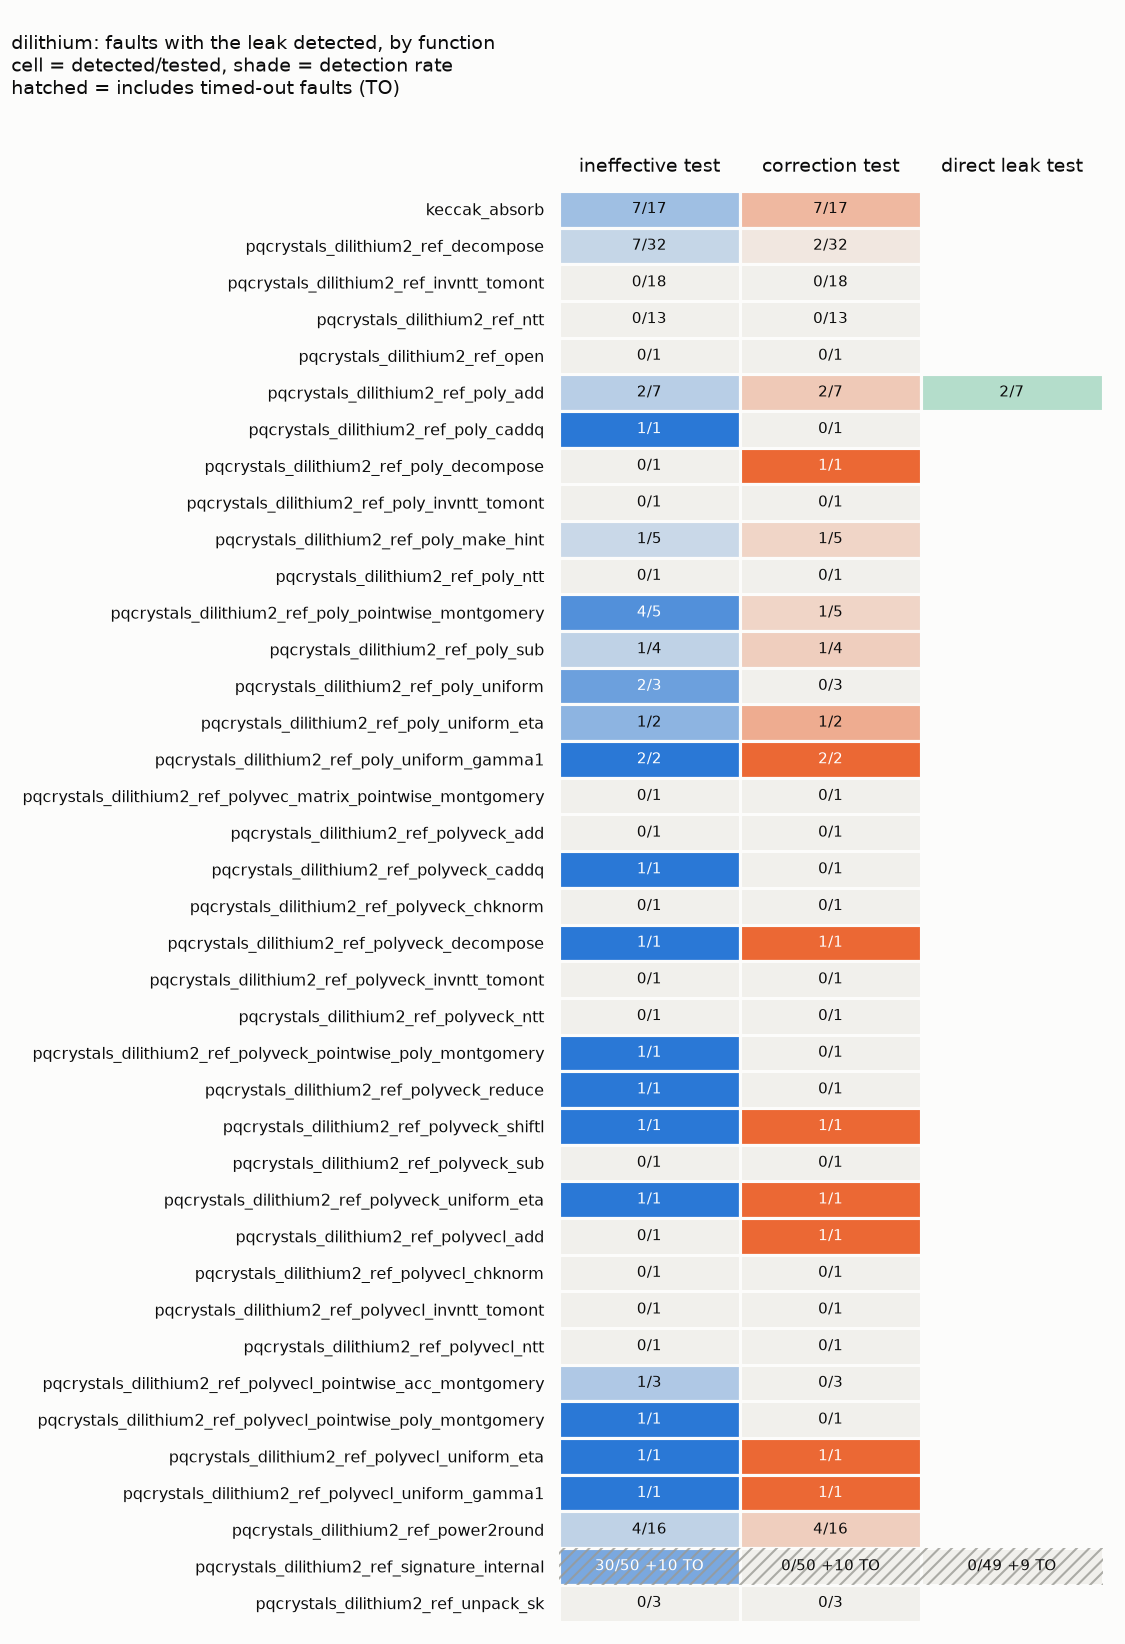 dilithium: faults with the leak detected, by function
cell = detected/tested, shade = detection rate
hatched = includes timed-out faults (TO)
ineffective test correction test direct leak test
keccak_absorb 7/17 7/17
pqcrystals_dilithium2_ref_decompose 7/32 2/32
pqcrystals_dilithium2_ref_invntt_tomont 0/18 0/18
pqcrystals_dilithium2_ref_ntt 0/13 0/13
pqcrystals_dilithium2_ref_open 0/1 0/1
pqcrystals_dilithium2_ref_poly_add 2/7 2/7 2/7
pqcrystals_dilithium2_ref_poly_caddq 1/1 0/1
pqcrystals_dilithium2_ref_poly_decompose 0/1 1/1
pqcrystals_dilithium2_ref_poly_invntt_tomont 0/1 0/1
pqcrystals_dilithium2_ref_poly_make_hint 1/5 1/5
pqcrystals_dilithium2_ref_poly_ntt 0/1 0/1
pqcrystals_dilithium2_ref_poly_pointwise_montgomery 4/5 1/5
pqcrystals_dilithium2_ref_poly_sub 1/4 1/4
pqcrystals_dilithium2_ref_poly_uniform 2/3 0/3
pqcrystals_dilithium2_ref_poly_uniform_eta 1/2 1/2
pqcrystals_dilithium2_ref_poly_uniform_gamma1 2/2 2/2
pqcrystals_dilithium2_ref_polyvec_matrix_pointwise_montgomery 0/1 0/1
pqcrystals_dilithium2_ref_polyveck_add 0/1 0/1
pqcrystals_dilithium2_ref_polyveck_caddq 1/1 0/1
pqcrystals_dilithium2_ref_polyveck_chknorm 0/1 0/1
pqcrystals_dilithium2_ref_polyveck_decompose 1/1 1/1
pqcrystals_dilithium2_ref_polyveck_invntt_tomont 0/1 0/1
pqcrystals_dilithium2_ref_polyveck_ntt 0/1 0/1
pqcrystals_dilithium2_ref_polyveck_pointwise_poly_montgomery 1/1 0/1
pqcrystals_dilithium2_ref_polyveck_reduce 1/1 0/1
pqcrystals_dilithium2_ref_polyveck_shiftl 1/1 1/1
pqcrystals_dilithium2_ref_polyveck_sub 0/1 0/1
pqcrystals_dilithium2_ref_polyveck_uniform_eta 1/1 1/1
pqcrystals_dilithium2_ref_polyvecl_add 0/1 1/1
pqcrystals_dilithium2_ref_polyvecl_chknorm 0/1 0/1
pqcrystals_dilithium2_ref_polyvecl_invntt_tomont 0/1 0/1
pqcrystals_dilithium2_ref_polyvecl_ntt 0/1 0/1
pqcrystals_dilithium2_ref_polyvecl_pointwise_acc_montgomery 1/3 0/3
pqcrystals_dilithium2_ref_polyvecl_pointwise_poly_montgomery 1/1 0/1
pqcrystals_dilithium2_ref_polyvecl_uniform_eta 1/1 1/1
pqcrystals_dilithium2_ref_polyvecl_uniform_gamma1 1/1 1/1
pqcrystals_dilithium2_ref_power2round 4/16 4/16
pqcrystals_dilithium2_ref_signature_internal 30/50 +10 TO 0/50 +10 TO 0/49 +9 TO
pqcrystals_dilithium2_ref_unpack_sk 0/3 0/3